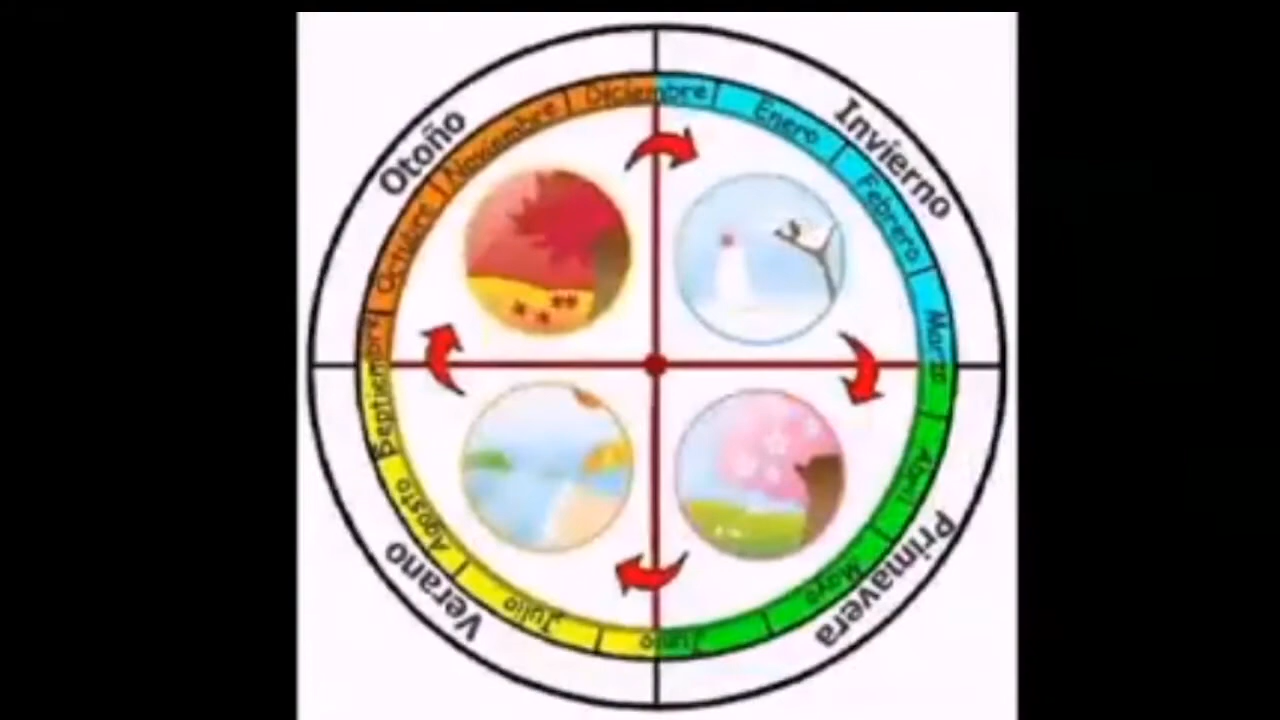 Otoño
Invierno
Primavera
Verano
Diciembre
Enero
Febrero
Marzo
Abril
Mayo
Junio
Julio
Agosto
Septiembre
Octubre
Noviembre